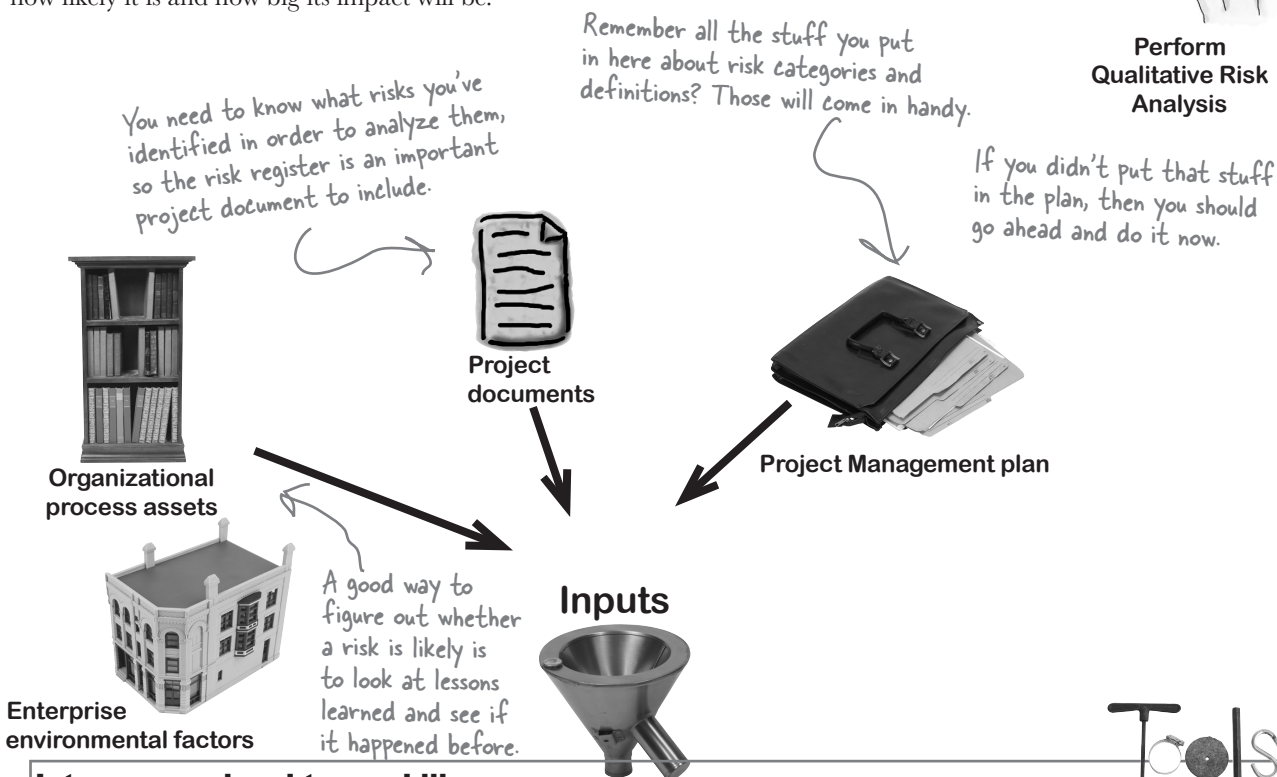 how likely it is and how big its impact will be.
Remember all the stuff you put
in here about risk categories and
definitions? Those will come in handy.
Perform
Qualitative Risk
Analysis
You need to know what risks you've
identified in order to analyze them,
so the risk register is an important
project document to include.
If you didn't put that stuff
in the plan, then you should
go ahead and do it now.
Project
documents
Project Management plan
Organizational
process assets
A good way to
figure out whether
a risk is likely is
to look at lessons
learned and see if
it happened before.
Inputs
Enterprise
environmental factors
Tools